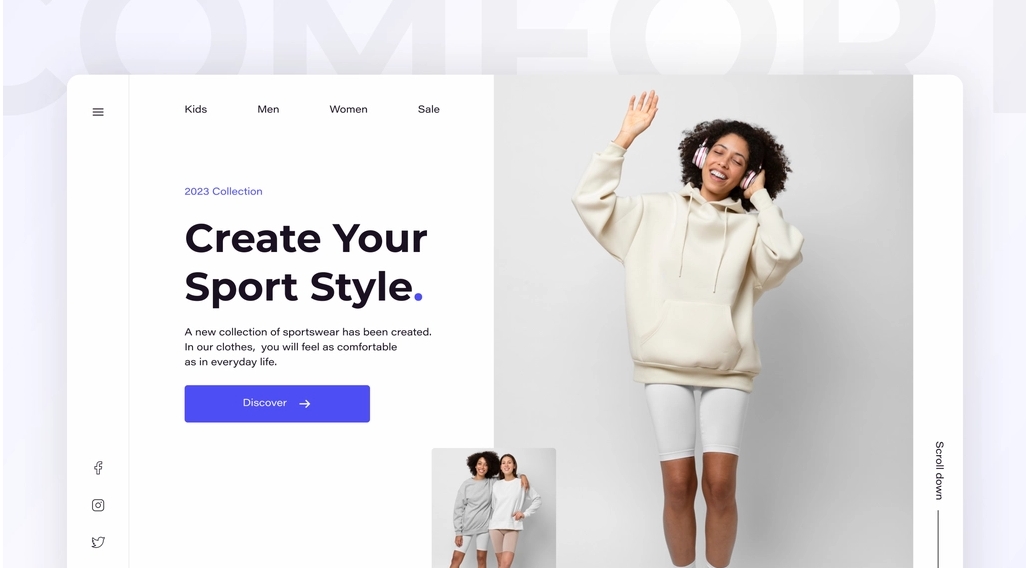 COMFORT
Kids Men Women Sale
2023 Collection
Create Your
Sport Style.
A new collection of sportswear has been created.
In our clothes,  you will feel as comfortable
as in everyday life.
Discover
Scroll down